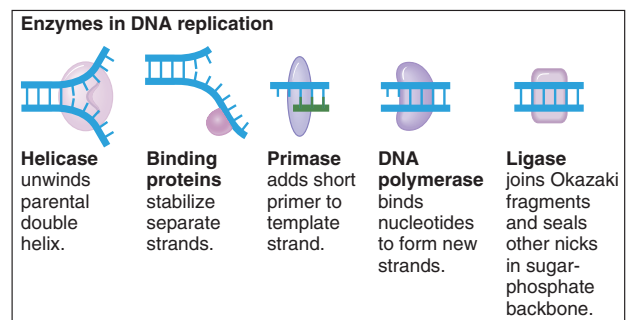 Enzymes in DNA replication
Helicase
unwinds
parental
double
helix.
Binding
proteins
stabilize
separate
strands.
Primase
adds short
primer to
template
strand.
DNA
polymerase
binds
nucleotides
to form new
strands.
Ligase
joins Okazaki
fragments
and seals
other nicks
in sugar-
phosphate
backbone.